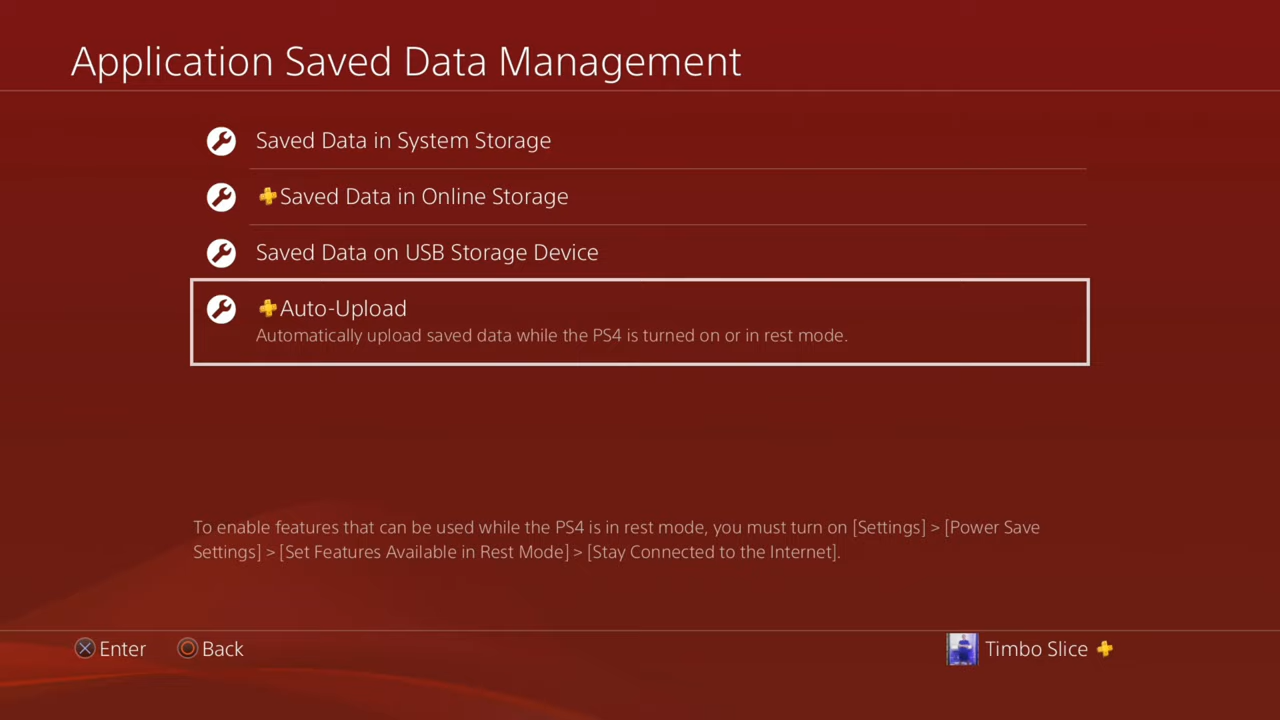 Application Saved Data Management
Saved Data in System Storage
Saved Data in Online Storage
Saved Data on USB Storage Device
Auto-Upload
Automatically upload saved data while the PS4 is turned on or in rest mode.
To enable features that can be used while the PS4 is in rest mode, you must turn on [Settings] > [Power Save
Settings] > [Set Features Available in Rest Mode] > [Stay Connected to the Internet].
Enter Back Timbo Slice